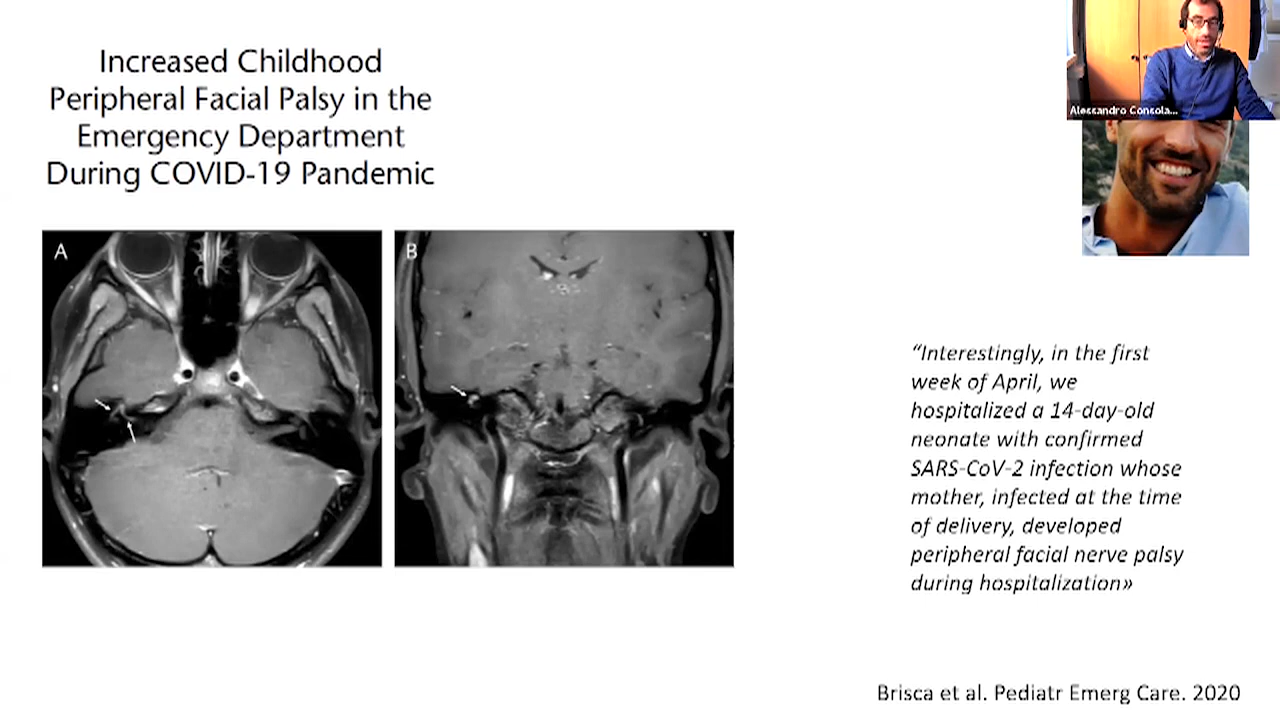 Increased Childhood
Peripheral Facial Palsy in the
Emergency Department
During COVID-19 Pandemic
A
B
Alessandro Consola...
“Interestingly, in the first
week of April, we
hospitalized a 14-day-old
neonate with confirmed
SARS-CoV-2 infection whose
mother, infected at the time
of delivery, developed
peripheral facial nerve palsy
during hospitalization»
Brisca et al. Pediatr Emerg Care. 2020